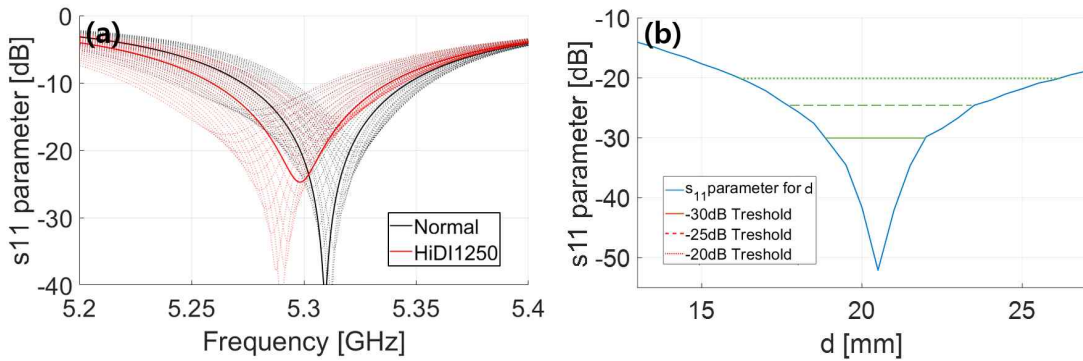 (a)
s11 parameter [dB]
0
-10
-20
-30
-40
5.2
5.25
5.3
5.35
5.4
Frequency [GHz]
Normal
HiDI1250
(b)
s11 parameter [dB]
-10
-20
-30
-40
-50
15
20
25
d [mm]
s11 parameter for d
-30dB Treshold
-25dB Treshold
-20dB Treshold